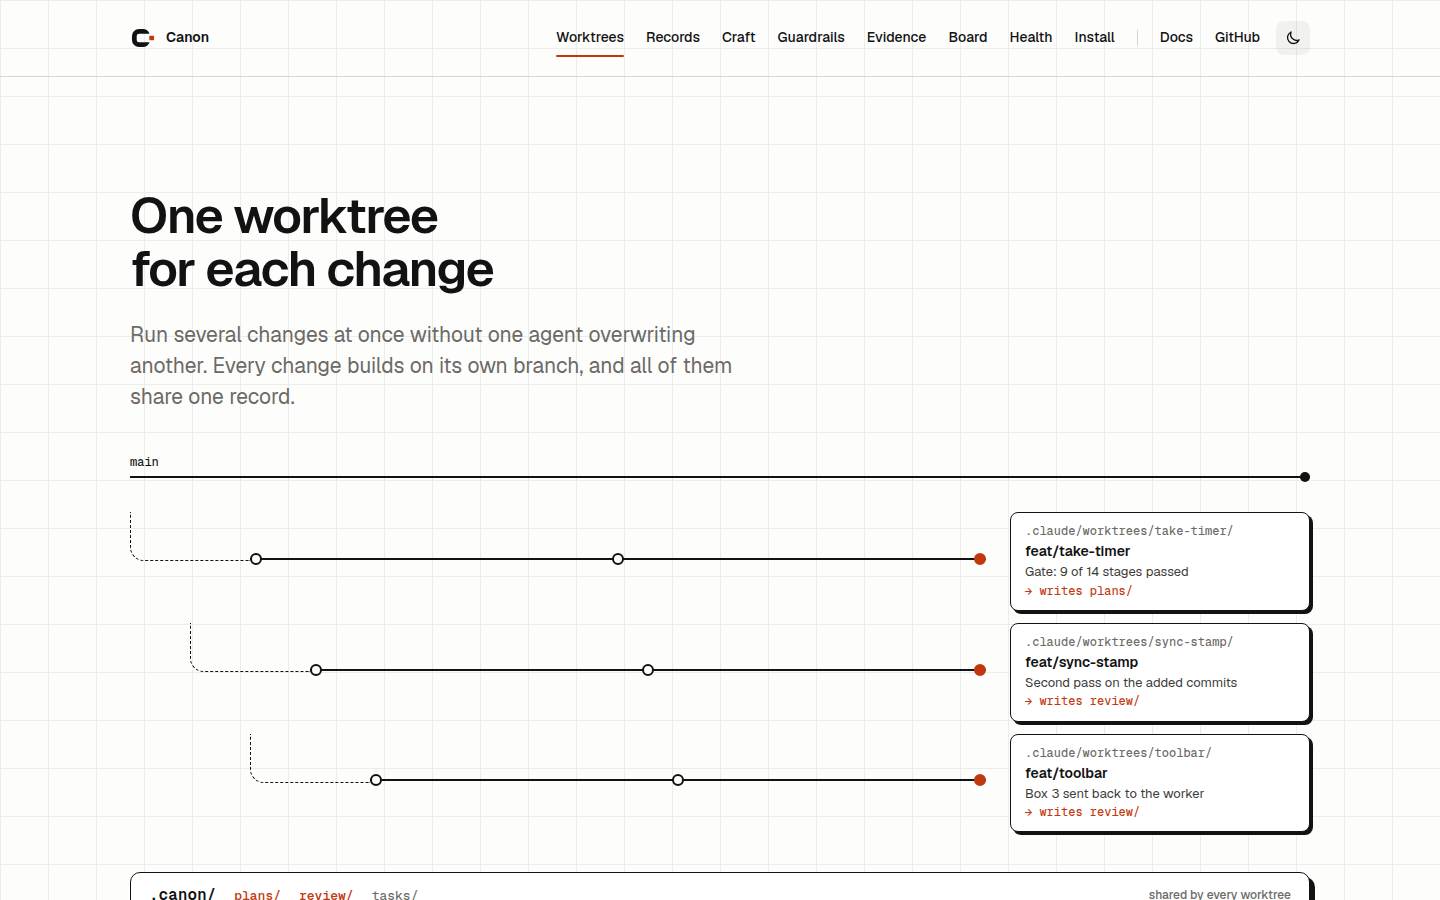 Canon
Worktrees
Records
Craft
Guardrails
Evidence
Board
Health
Install
Docs
GitHub
One worktree
for each change
Run several changes at once without one agent overwriting
another. Every change builds on its own branch, and all of them
share one record.
main
.claude/worktrees/take-timer/
feat/take-timer
Gate: 9 of 14 stages passed
→ writes plans/
.claude/worktrees/sync-stamp/
feat/sync-stamp
Second pass on the added commits
→ writes review/
.claude/worktrees/toolbar/
feat/toolbar
Box 3 sent back to the worker
→ writes review/
.canon/ plans/ review/ tasks/
shared by every worktree